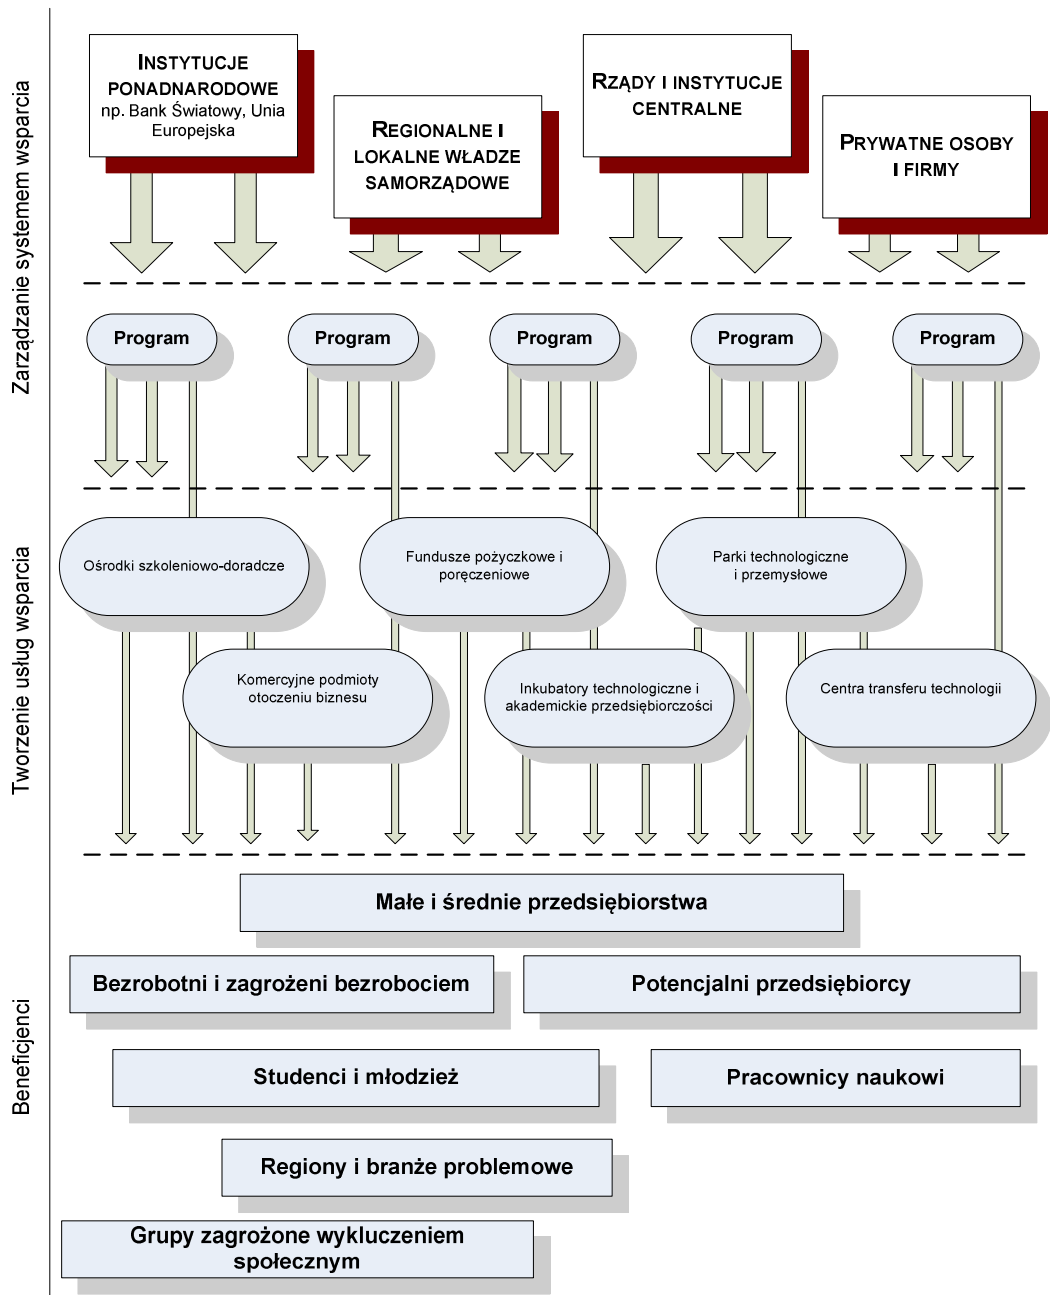 Zarządzanie systemem wsparcia
INSTYTUCJE
PONADNARODOWE
np. Bank Światowy, Unia
Europejska
REGIONALNE I
LOKALNE WŁADZE
SAMORZĄDOWE
RZĄDY I INSTYTUCJE
CENTRALNE
PRYWATNE OSOBY
I FIRMY
Program
Program
Program
Program
Program
Tworzenie usług wsparcia
Ośrodki szkoleniowo-doradcze
Fundusze pożyczkowe i
poręczeniowe
Parki technologiczne
i przemysłowe
Komercyjne podmioty
otoczeniu biznesu
Inkubatory technologiczne i
akademickie przedsiębiorczości
Centra transferu technologii
Beneficjenci
Małe i średnie przedsiębiorstwa
Bezrobotni i zagrożeni bezrobociem
Potencjalni przedsiębiorcy
Studenci i młodzież
Pracownicy naukowi
Regiony i branże problemowe
Grupy zagrożone wykluczeniem
społecznym